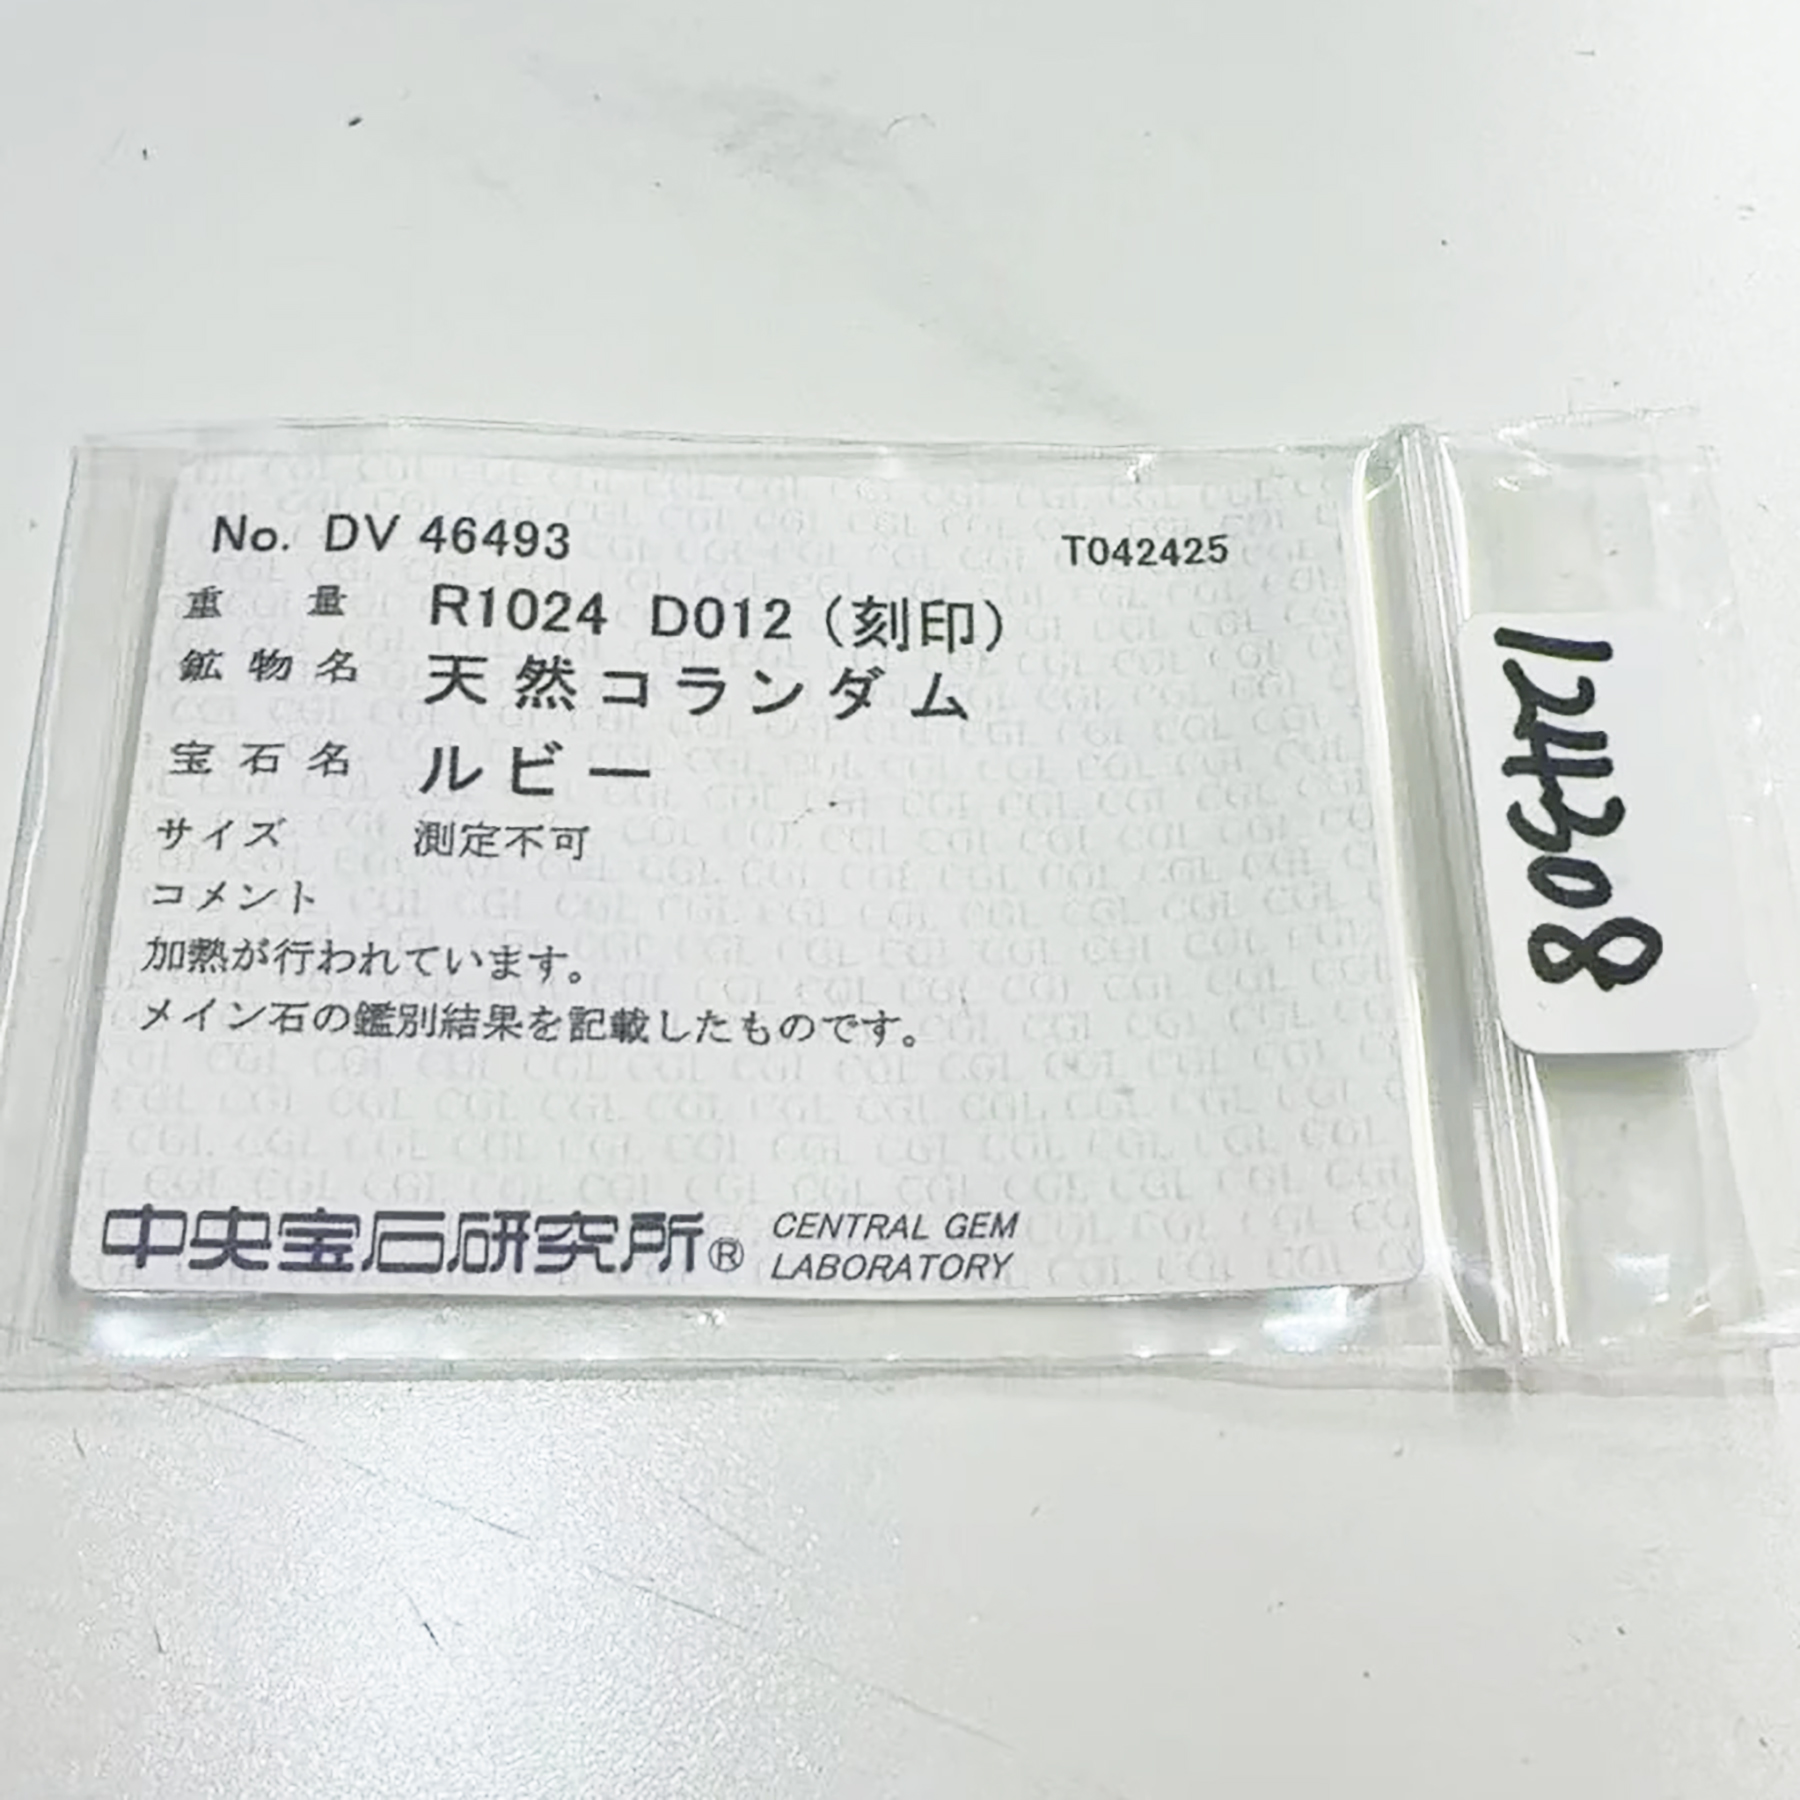 No. DV 46493 T042425
重量 R1024 D012 (刻印)
鉱物名 天然コランダム
宝石名 ルビー
サイズ 測定不可
コメント
加熱が行われています。
メイン石の鑑別結果を記載したものです。
中央宝石研究所® CENTRAL GEM
LABORATORY
124308